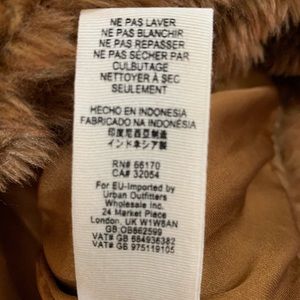 NE PAS LAVER
NE PAS BLANCHIR
NE PAS REPASSER
NE PAS SÉCHER PAR
CULBUTAGE
NETTOYER À SEC
SEULEMENT
HECHO EN INDONESIA
FABRICADO NA INDONÉSIA
印度尼西亚制造
インドネシア製
RN# 66170
CA# 32054
For EU-Imported by
Urban Outfitters
Wholesale Inc.
24 Market Place
London, UK W1W8AN
GB:OB862599
VAT# GB 684936382
VAT# GB 975119105